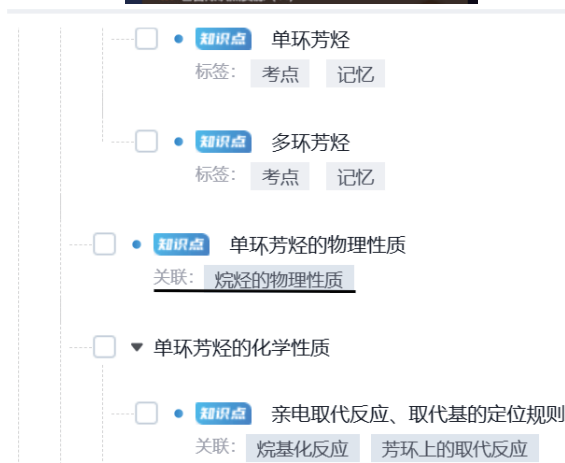 知识点 单环芳烃
标签: 考点 记忆
知识点 多环芳烃
标签: 考点 记忆
知识点 单环芳烃的物理性质
关联: 烷烃的物理性质
单环芳烃的化学性质
知识点 亲电取代反应、取代基的定位规则
关联: 烷基化反应 芳环上的取代反应